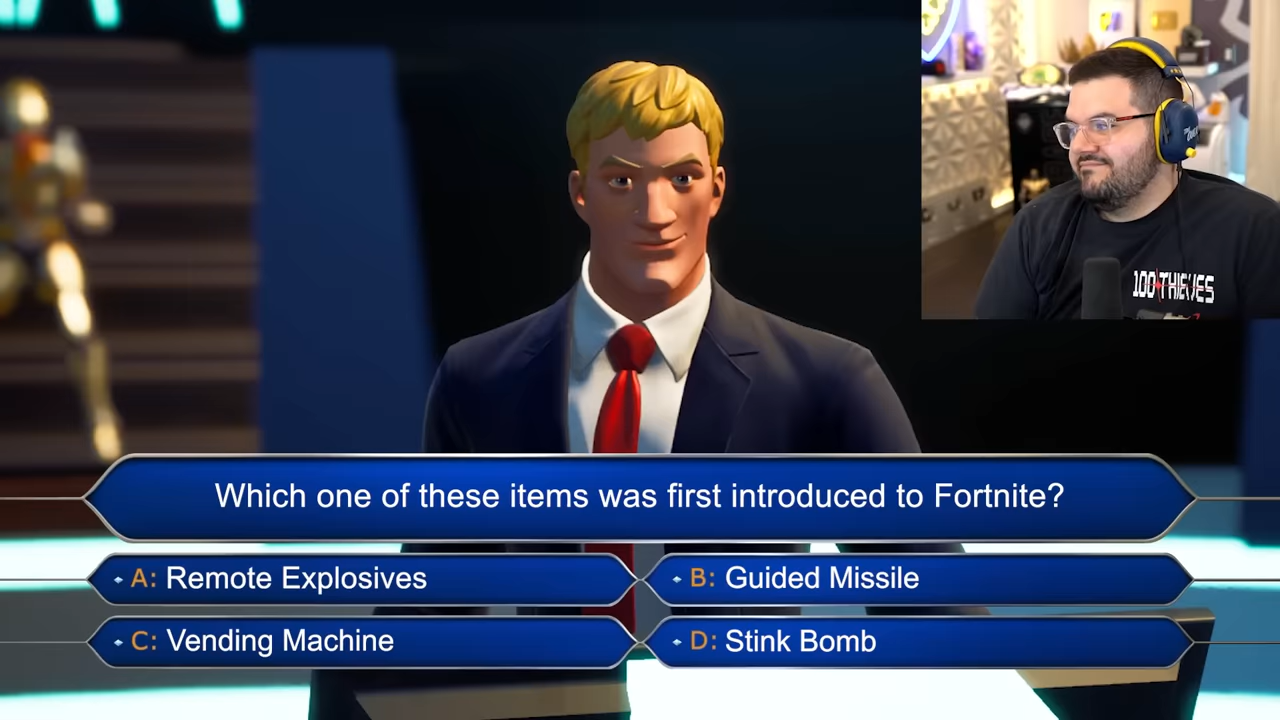 100 THIEVES
Which one of these items was first introduced to Fortnite?
A: Remote Explosives
B: Guided Missile
C: Vending Machine
D: Stink Bomb